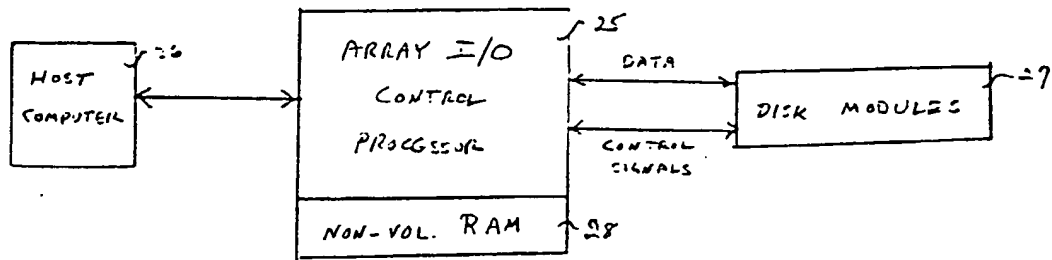 HOST
COMPUTER
ARRAY I/O
CONTROL
PROCESSOR
25
NON-VOL. RAM
28
DATA
CONTROL
SIGNALS
DISK MODULES